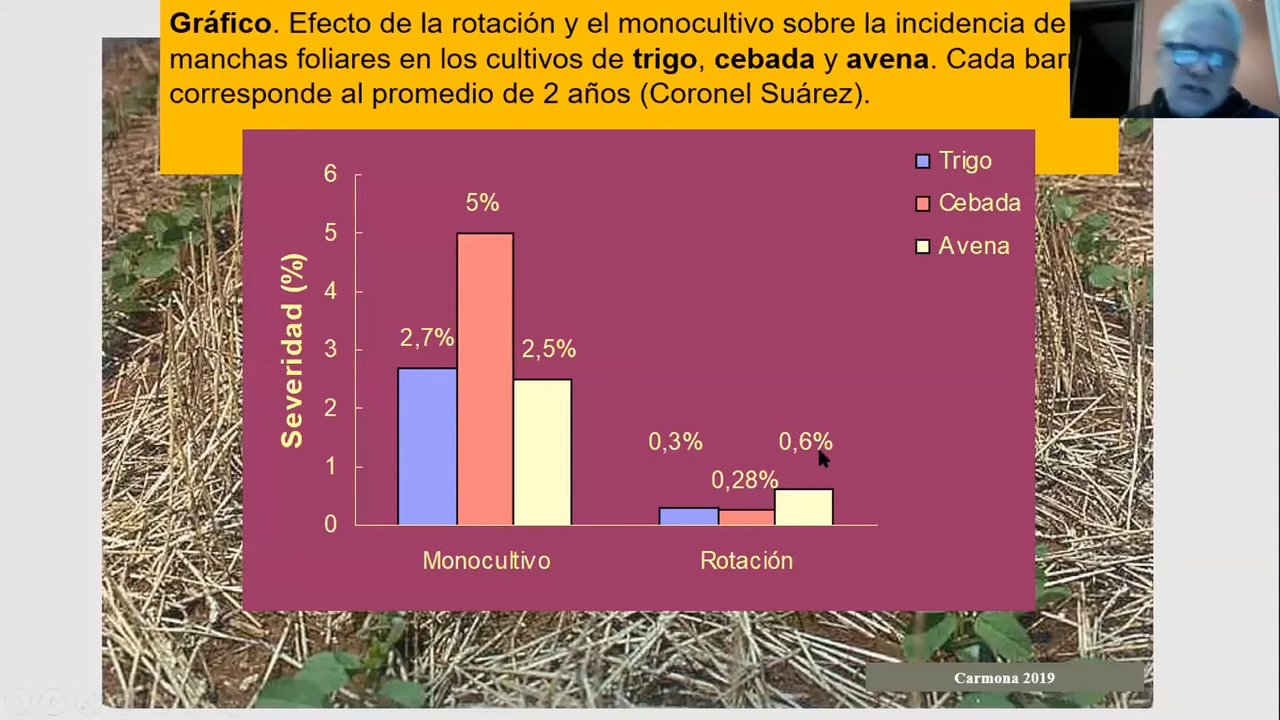 Gráfico. Efecto de la rotación y el monocultivo sobre la incidencia de
manchas foliares en los cultivos de trigo, cebada y avena. Cada
corresponde al promedio de 2 años (Coronel Suárez).
Trigo
Cebada
Avena
Severidad (%)
6
5
4
3
2
1
0
2,7%
5%
2,5%
0,3%
0,28%
0,6%
Monocultivo
Rotación
Carmona 2019